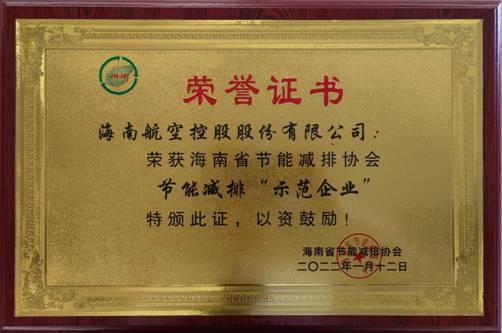 JNJP
荣誉证书
海南航空控股股份有限公司：
荣获海南省节能减排协会
节能减排“示范企业”
特颁此证，以资鼓励！
海南省节能减排协会
二〇二二年一月十二日